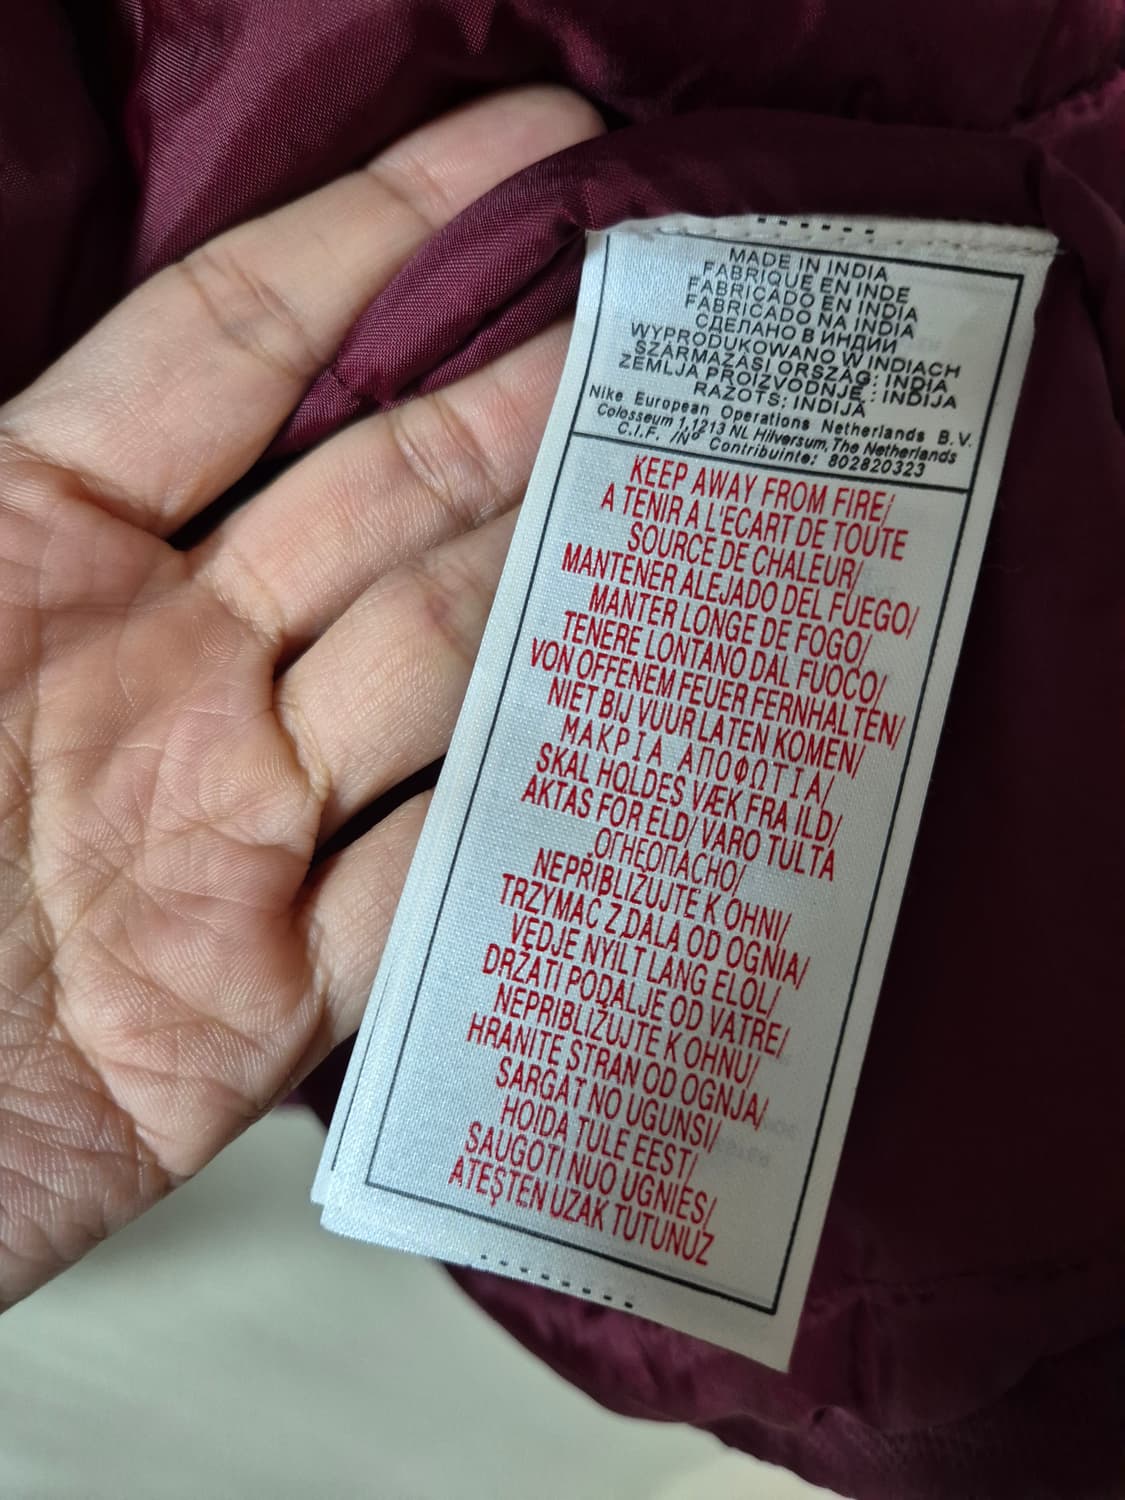 MADE IN INDIA
FABRIQUE EN INDE
FABRICADO EN INDIA
FABRICADO NA INDIA
СДЕЛАНО В ИНДИИ
WYPRODUKOWANO W INDIACH
SZÁRMAZÁSI ORSZÁG: INDIA
ZEMLJA PROIZVODNJE: INDIJA
RAZOTS: INDIJĀ
Nike European Operations Netherlands B.V.
Colosseum 1,1213 NL Hilversum, The Netherlands
C.I.F. /Nº Contribuinte: 802820323
KEEP AWAY FROM FIRE/
A TENIR A L'ECART DE TOUTE
SOURCE DE CHALEUR/
MANTENER ALEJADO DEL FUEGO/
MANTER LONGE DE FOGO/
TENERE LONTANO DAL FUOCO/
VON OFFENEM FEUER FERNHALTEN/
NIET BIJ VUUR LATEN KOMEN/
ΜΑΚΡΙΑ ΑΠΟΦΩΤΙΑ/
SKAL HOLDES VÆK FRA ILD/
AKTAS FOR ELD/ VARO TULTA
ОГНЕОПАСНО/
NEPŘIBLIŽUJTE K OHNI/
TRZYMAĆ Z DALA OD OGNIA/
VEDJE NYILT LANG ELOL/
DRŽATI PODALJE OD VATRE/
NEPRIBLIŽUJTE K OHNU/
HRANITE STRAN OD OGNJA/
SARGAT NO UGUNSI/
HOIDA TULE EEST/
SAUGOTI NUO UGNIES/
ATEŞTEN UZAK TUTUNUZ